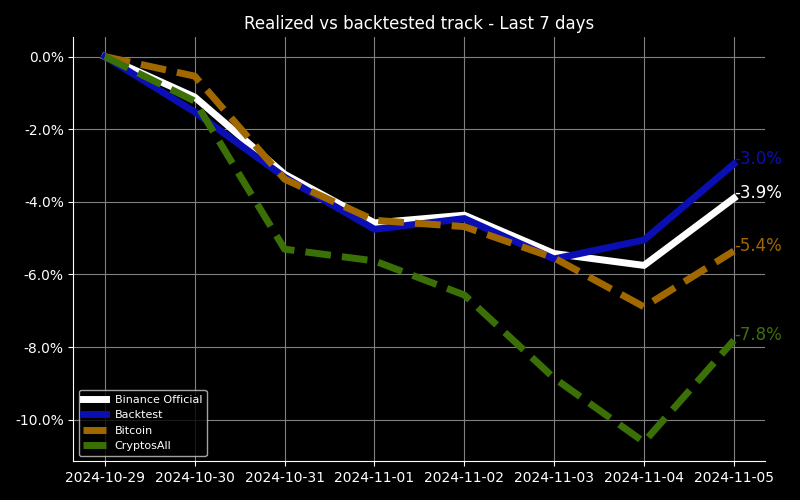 Realized vs backtested track - Last 7 days
0.0%
-2.0%
-4.0%
-6.0%
-8.0%
-10.0%
-3.0%
-3.9%
-5.4%
-7.8%
Binance Official
Backtest
Bitcoin
CryptosAll
2024-10-29 2024-10-30 2024-10-31 2024-11-01 2024-11-02 2024-11-03 2024-11-04 2024-11-05